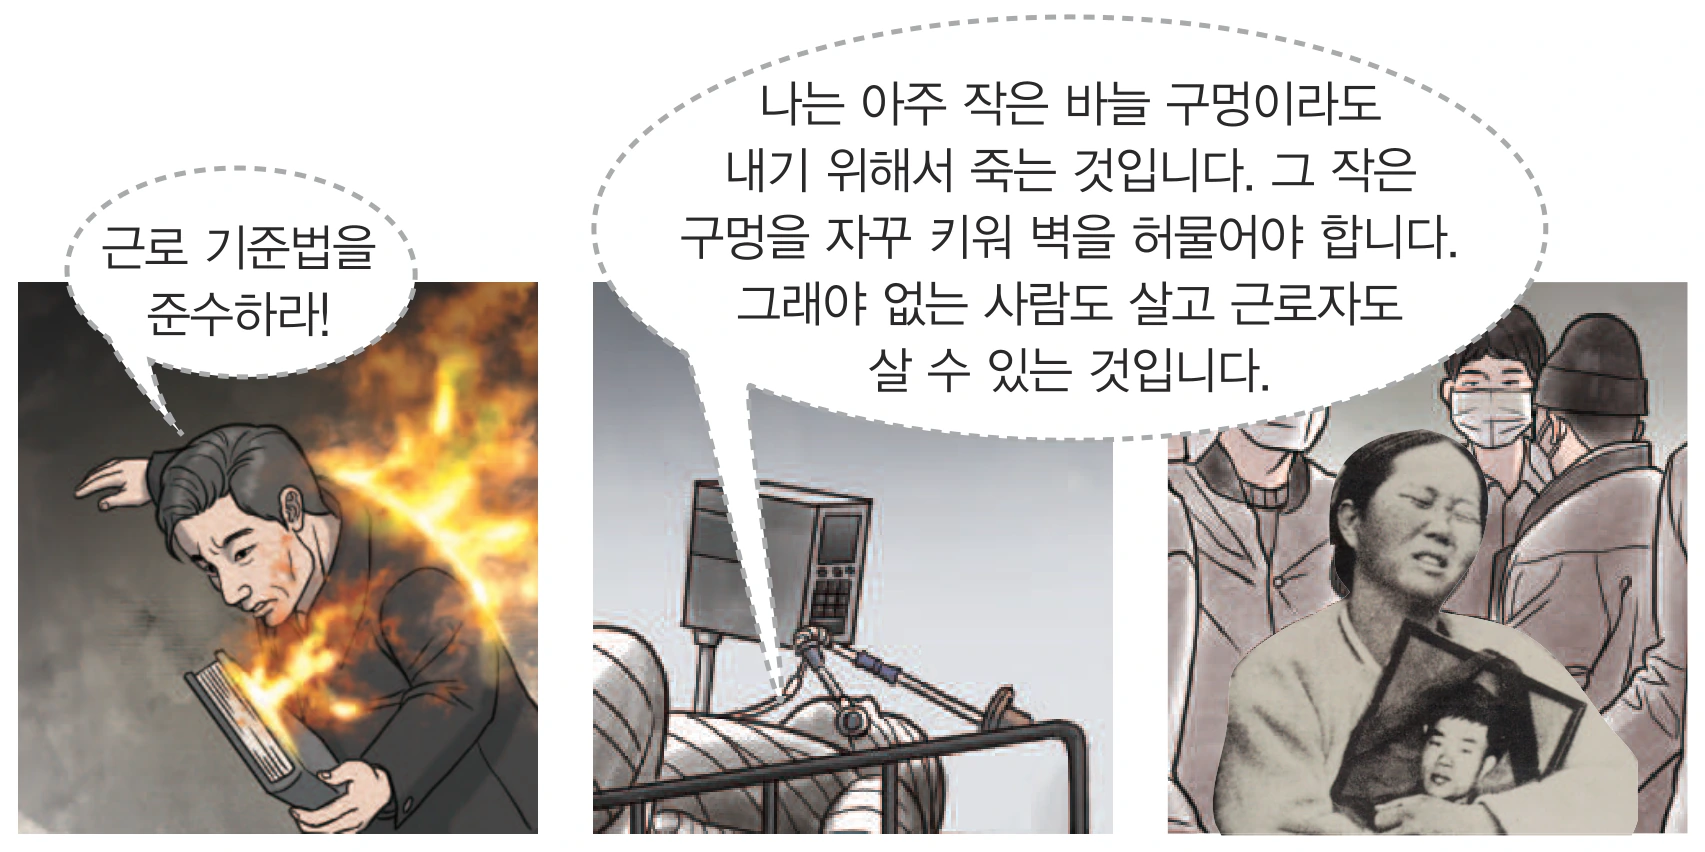 근로 기준법을
준수하라!
나는 아주 작은 바늘 구멍이라도
내기 위해서 죽는 것입니다. 그 작은
구멍을 자꾸 키워 벽을 허물어야 합니다.
그래야 없는 사람도 살고 근로자도
살 수 있는 것입니다.